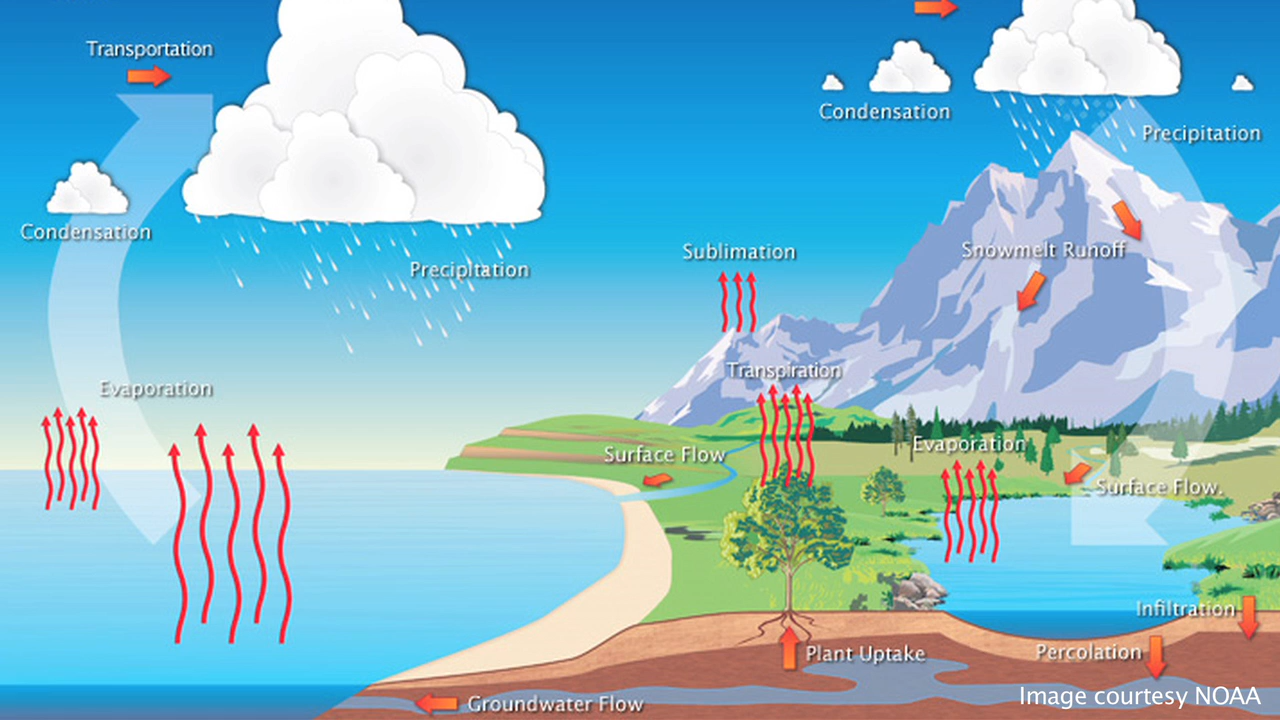 Transportation
Condensation
Precipitation
Condensation
Precipitation
Sublimation
Snowmelt Runoff
Transpiration
Evaporation
Evaporation
Surface Flow
Surface Flow.
Infiltration
Plant Uptake
Percolation
Groundwater Flow
Image courtesy NOAA